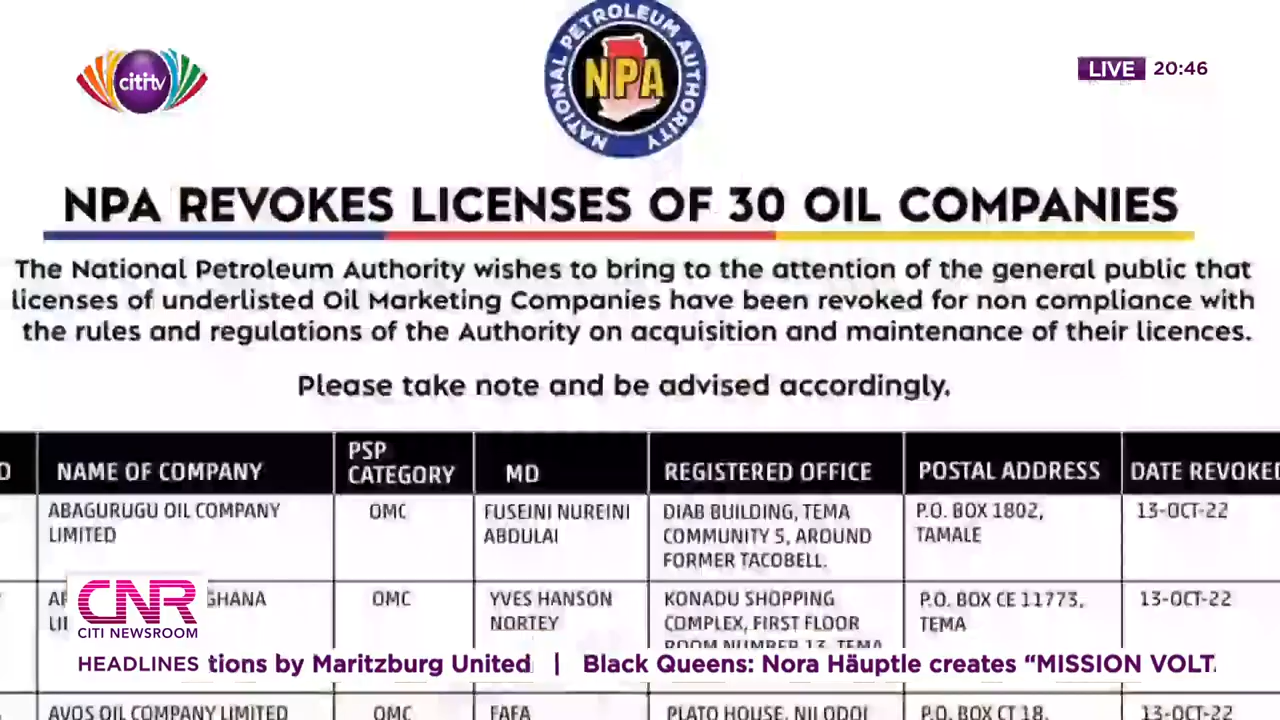 NATIONAL PETROLEUM AUTHORITY
NPA
citi tv
LIVE 20:46
NPA REVOKES LICENSES OF 30 OIL COMPANIES
The National Petroleum Authority wishes to bring to the attention of the general public that
licenses of underlisted Oil Marketing Companies have been revoked for non compliance with
the rules and regulations of the Authority on acquisition and maintenance of their licences.
Please take note and be advised accordingly.
NAME OF COMPANY
PSP
CATEGORY
MD
REGISTERED OFFICE
POSTAL ADDRESS
DATE REVOKED
ABAGURUGU OIL COMPANY
LIMITED
OMC
FUSEINI NUREINI
ABDULAI
DIAB BUILDING, TEMA
COMMUNITY 5, AROUND
FORMER TACOBELL.
P.O. BOX 1802,
TAMALE
13-OCT-22
GHANA
OMC
YVES HANSON
NORTEY
KONADU SHOPPING
COMPLEX, FIRST FLOOR
ROOM NUMBER 13, TEMA
P.O. BOX CE 11773,
TEMA
13-OCT-22
CNR
CITI NEWSROOM
HEADLINES tions by Maritzburg United | Black Queens: Nora Häuptle creates “MISSION VOLT
AVOS OIL COMPANY LIMITED
OMC
FAFA
PLATO HOUSE, NII ODOI
P.O. BOX CT 18,
13-OCT-22